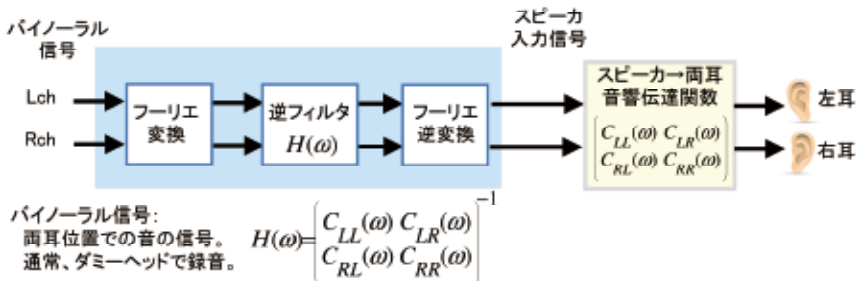 バイノーラル
信号
スピーカ
入力信号
Lch
Rch
フーリエ
変換
逆フィルタ
H(ω)
フーリエ
逆変換
スピーカ→両耳
音響伝達関数
C_LL(ω) C_LR(ω)
C_RL(ω) C_RR(ω)
左耳
右耳
バイノーラル信号:
両耳位置での音の信号。
通常、ダミーヘッドで録音。
H(ω)=(C_LL(ω) C_LR(ω)
C_RL(ω) C_RR(ω))^-1